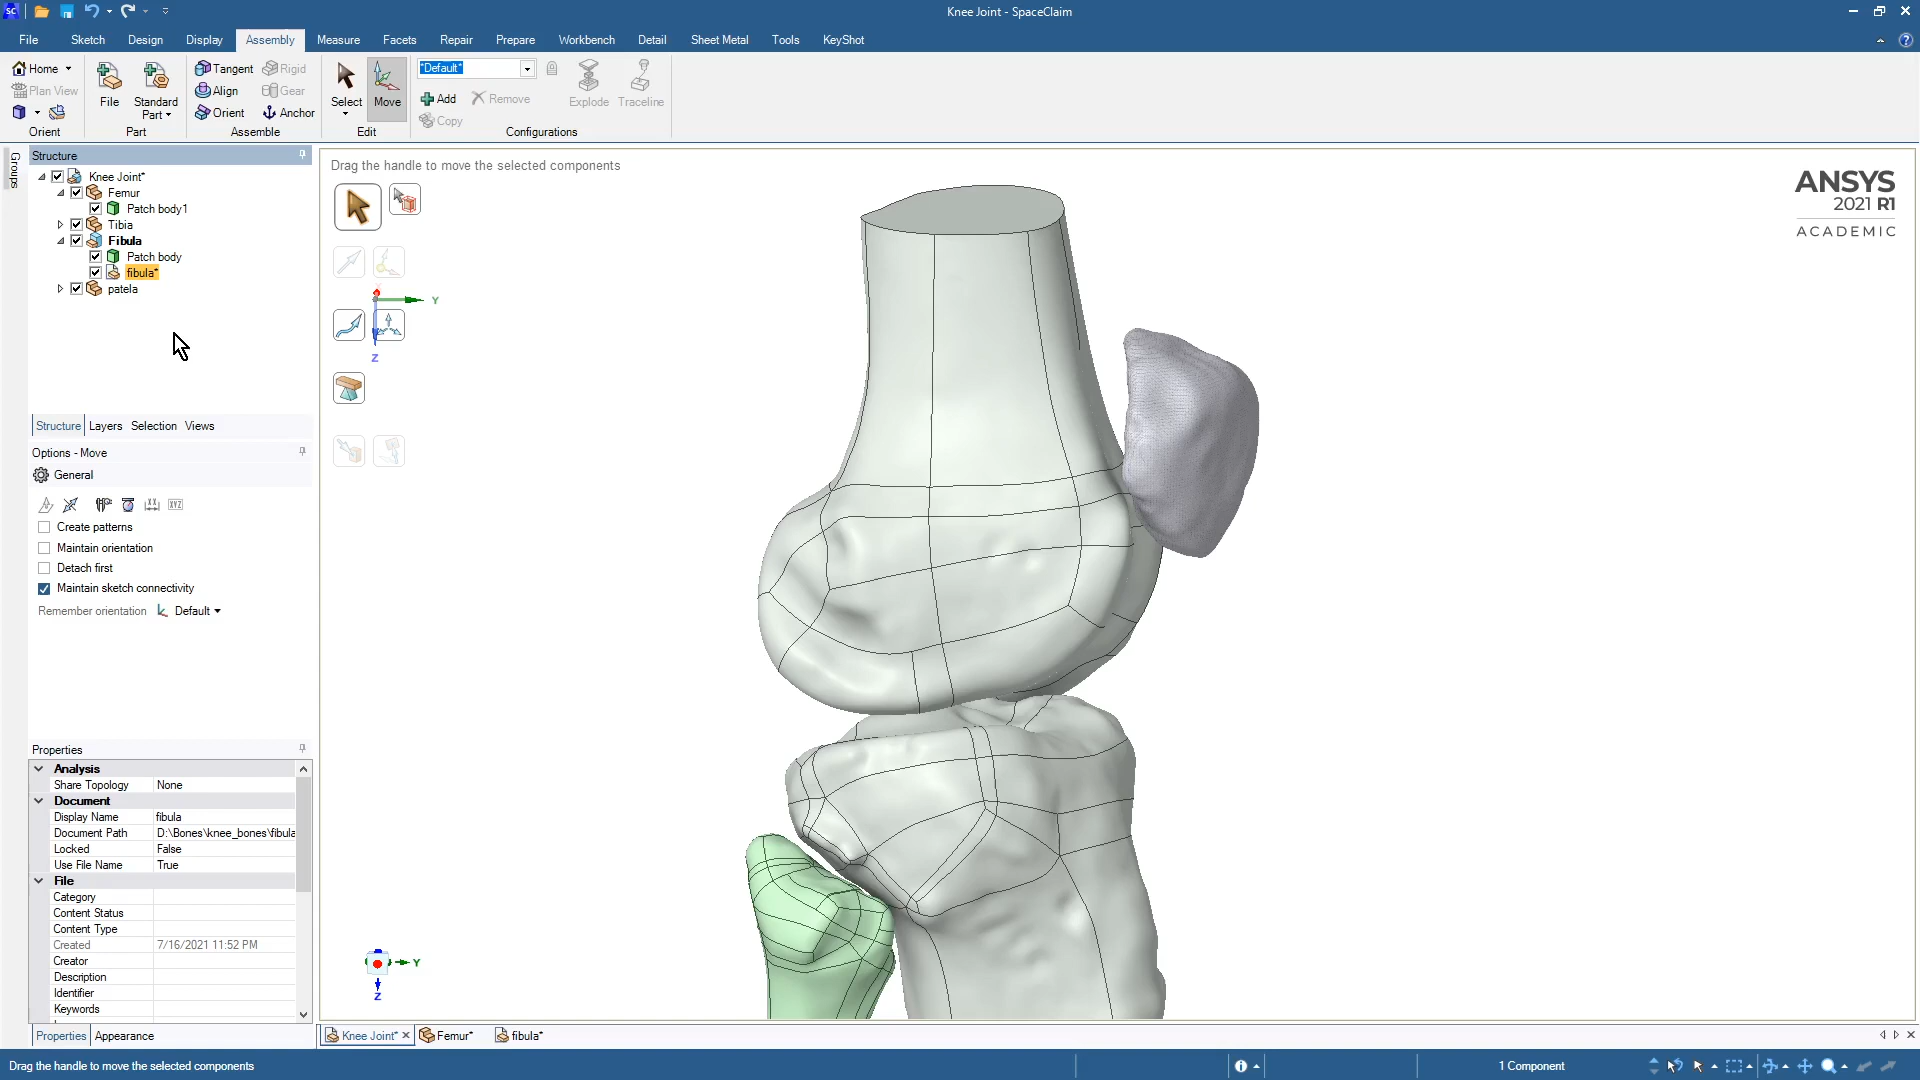 Knee Joint - SpaceClaim
File Sketch Design Display Assembly Measure Facets Repair Prepare Workbench Detail Sheet Metal Tools KeyShot
Home
Plan View
Orient
File
Standard
Part
Part
Tangent
Align
Orient
Rigid
Gear
Anchor
Assemble
Select
Move
Edit
*Default*
Add
Remove
Copy
Explode
Traceline
Configurations
Groups
Structure
Knee Joint*
Femur
Patch body1
Tibia
Fibula
Patch body
fibula*
patela
Structure Layers Selection Views
Options - Move
General
XYZ
Create patterns
Maintain orientation
Detach first
Maintain sketch connectivity
Remember orientation Default
Properties
Analysis
Share Topology None
Document
Display Name fibula
Document Path D:\Bones\knee_bones\fibula
Locked False
Use File Name True
File
Category
Content Status
Content Type
Created 7/16/2021 11:52 PM
Creator
Description
Identifier
Keywords
Properties Appearance
Drag the handle to move the selected components
Y
Z
ANSYS
2021 R1
ACADEMIC
Y
Z
Knee Joint* Femur* fibula*
Drag the handle to move the selected components
1 Component